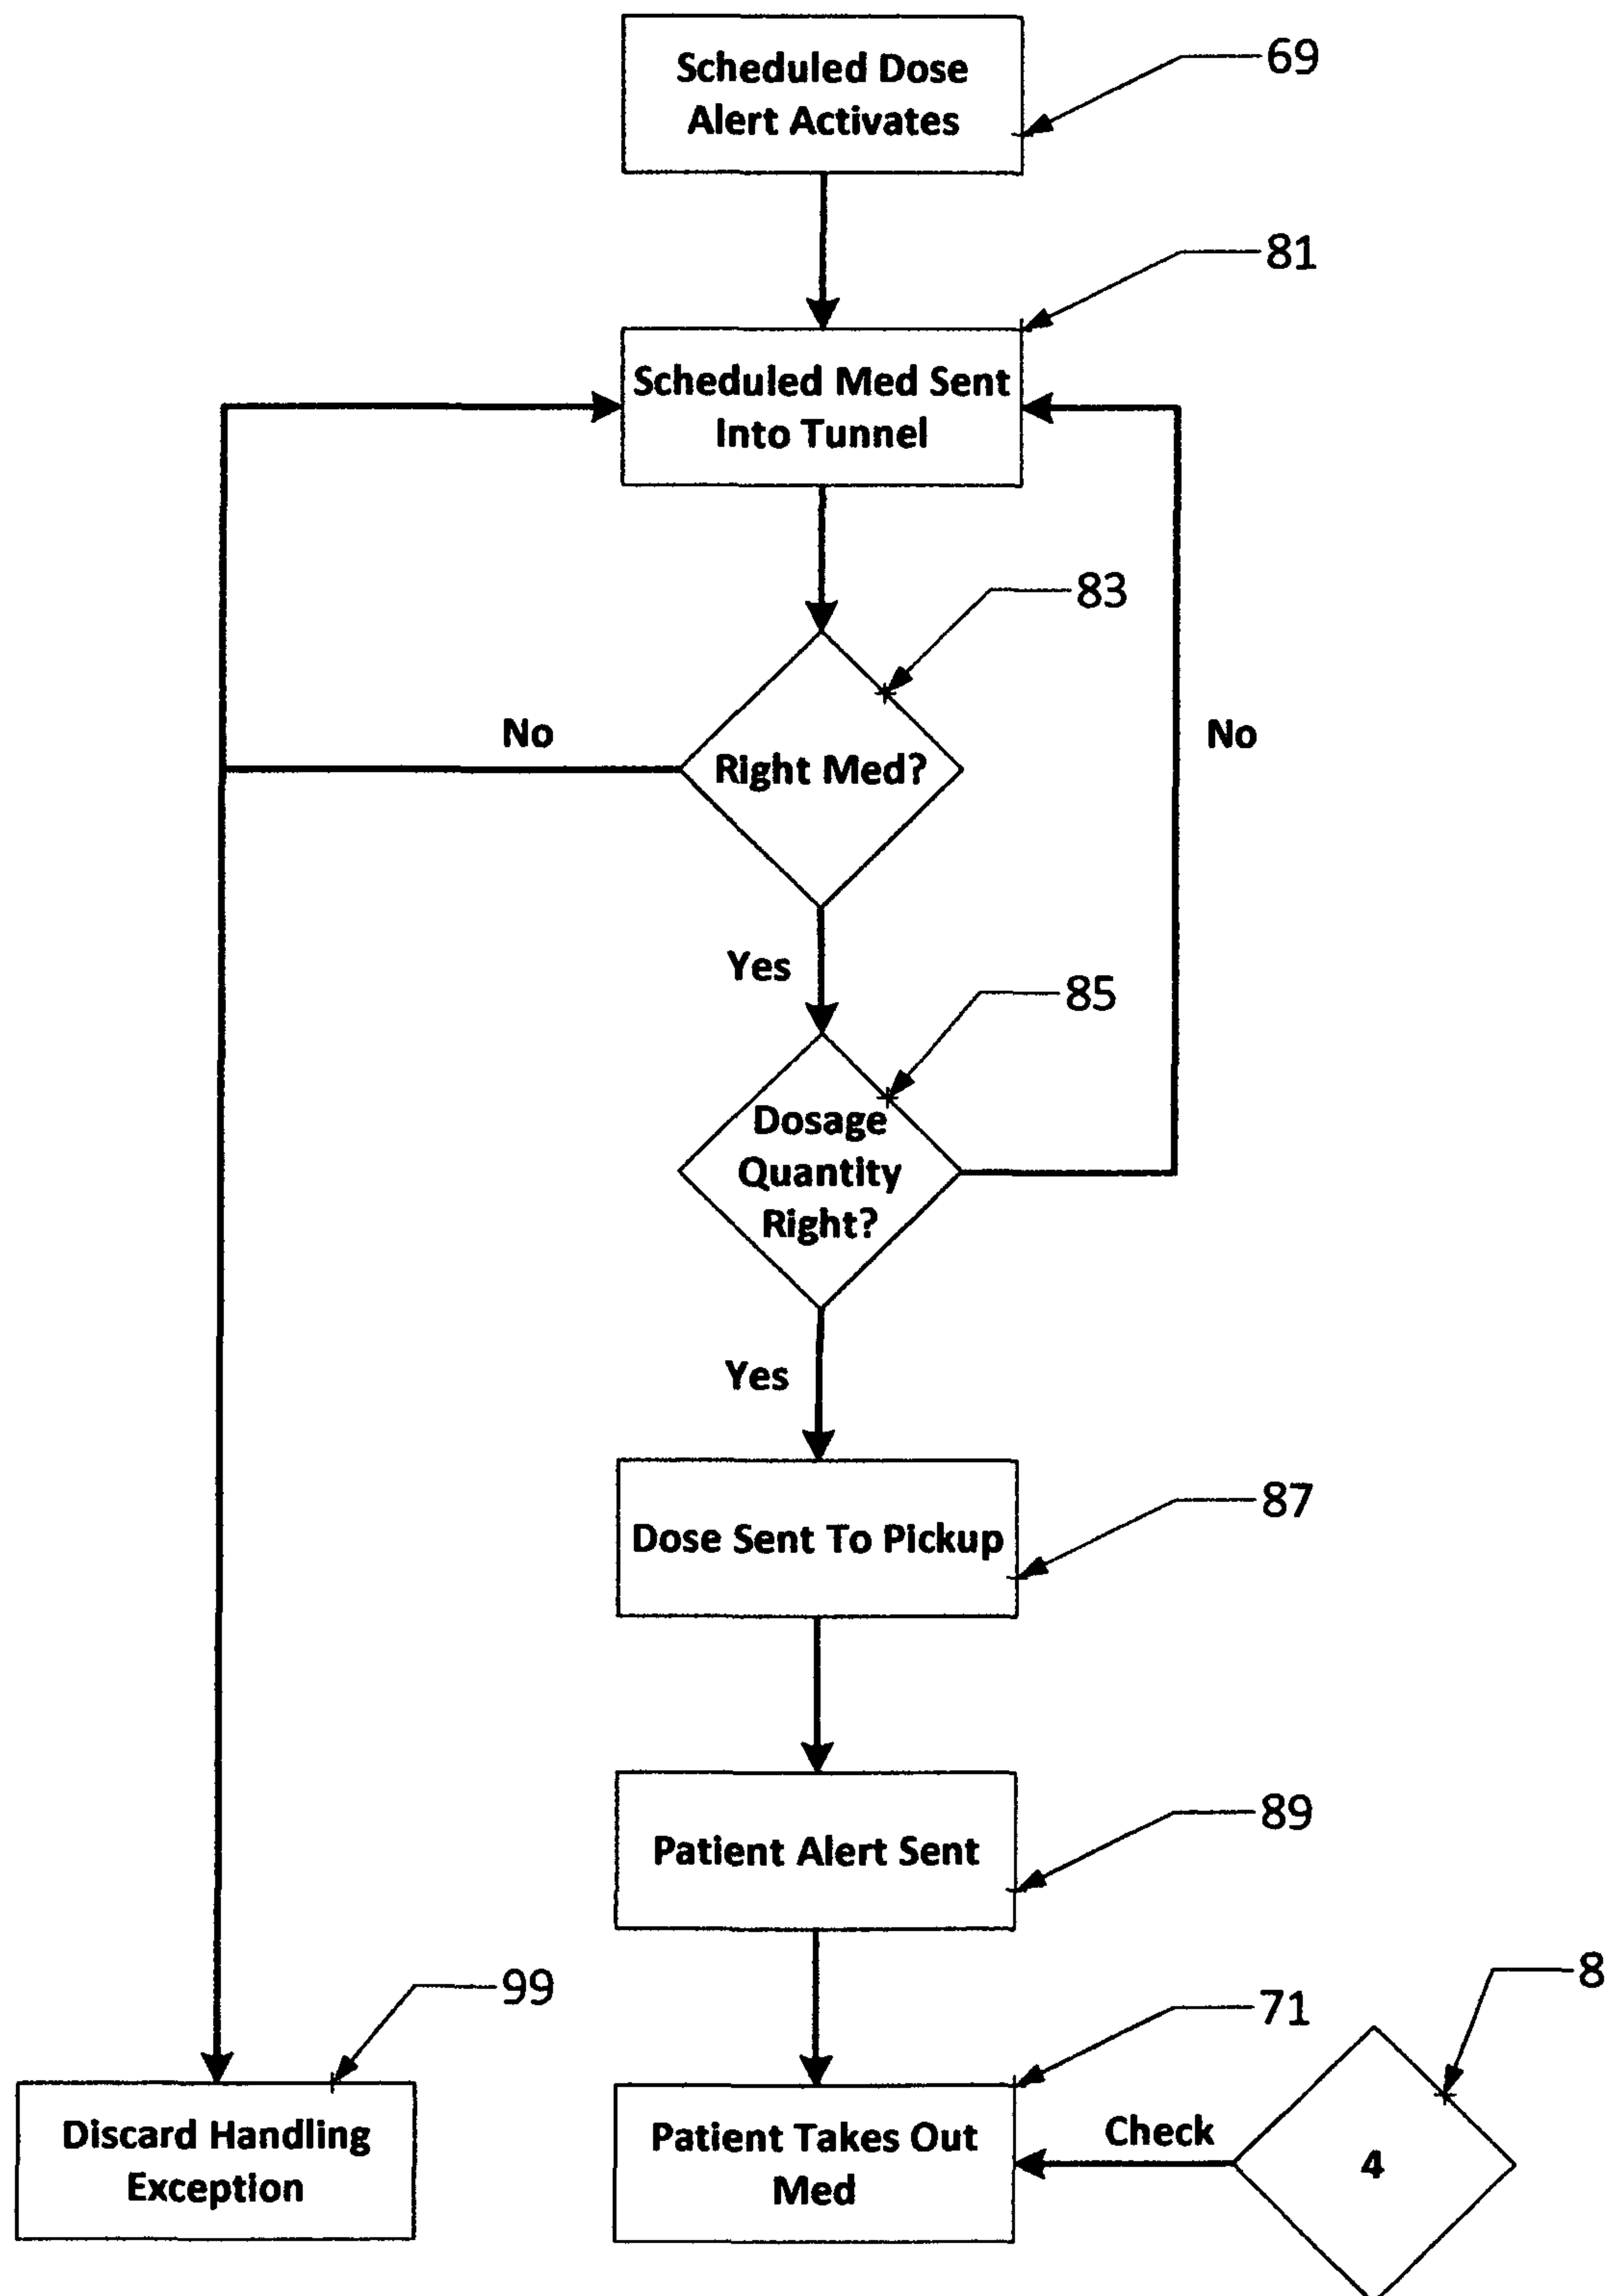 Scheduled Dose
Alert Activates
69
81
Scheduled Med Sent
Into Tunnel
83
No
No
Right Med?
Yes
85
Dosage
Quantity
Right?
Yes
87
Dose Sent To Pickup
89
Patient Alert Sent
99
71
8
Discard Handling
Exception
Patient Takes Out
Med
Check
4